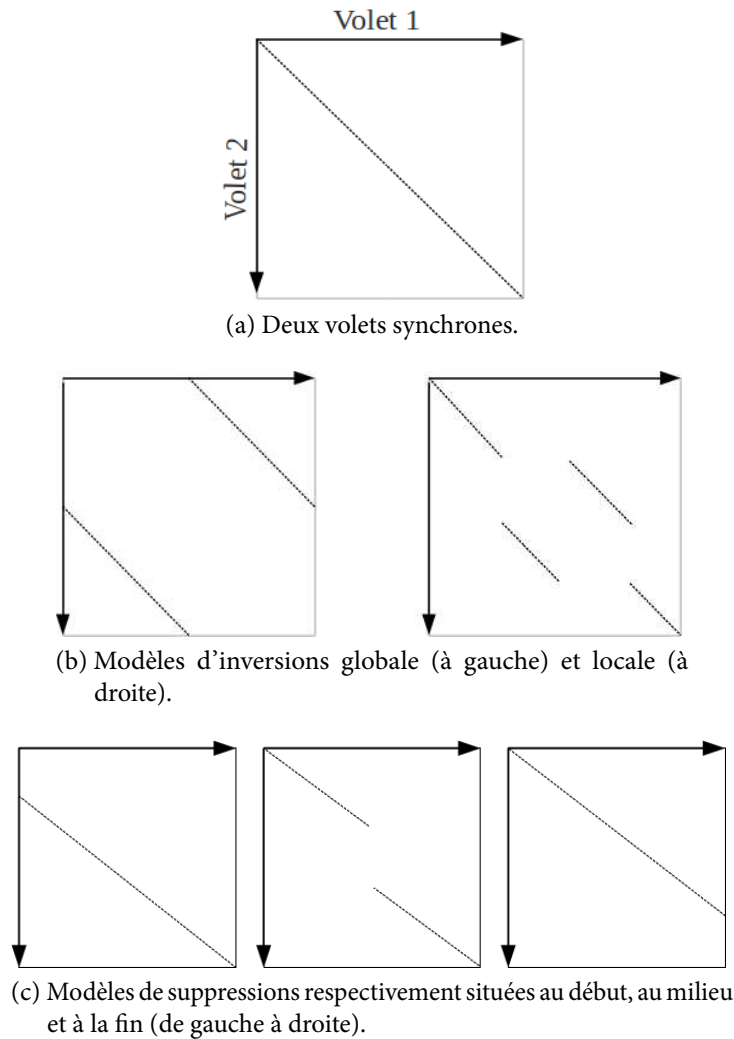 Volet 1
Volet 2
(a) Deux volets synchrones.
(b) Modèles d'inversions globale (à gauche) et locale (à
droite).
(c) Modèles de suppressions respectivement situées au début, au milieu
et à la fin (de gauche à droite).